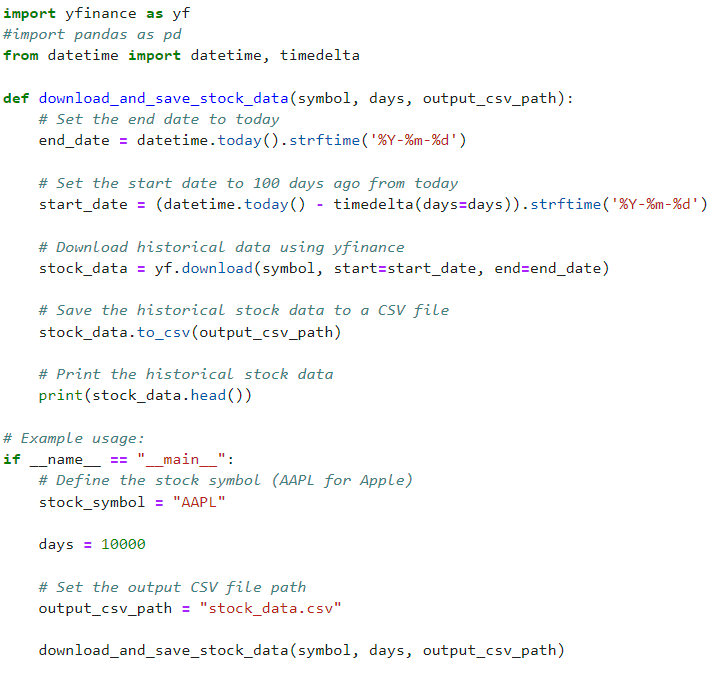 import yfinance as yf
#import pandas as pd
from datetime import datetime, timedelta

def download_and_save_stock_data(symbol, days, output_csv_path):
    # Set the end date to today
    end_date = datetime.today().strftime('%Y-%m-%d')

    # Set the start date to 100 days ago from today
    start_date = (datetime.today() - timedelta(days=days)).strftime('%Y-%m-%d')

    # Download historical data using yfinance
    stock_data = yf.download(symbol, start=start_date, end=end_date)

    # Save the historical stock data to a CSV file
    stock_data.to_csv(output_csv_path)

    # Print the historical stock data
    print(stock_data.head())

# Example usage:
if __name__ == "__main__":
    # Define the stock symbol (AAPL for Apple)
    stock_symbol = "AAPL"

    days = 10000

    # Set the output CSV file path
    output_csv_path = "stock_data.csv"

    download_and_save_stock_data(symbol, days, output_csv_path)